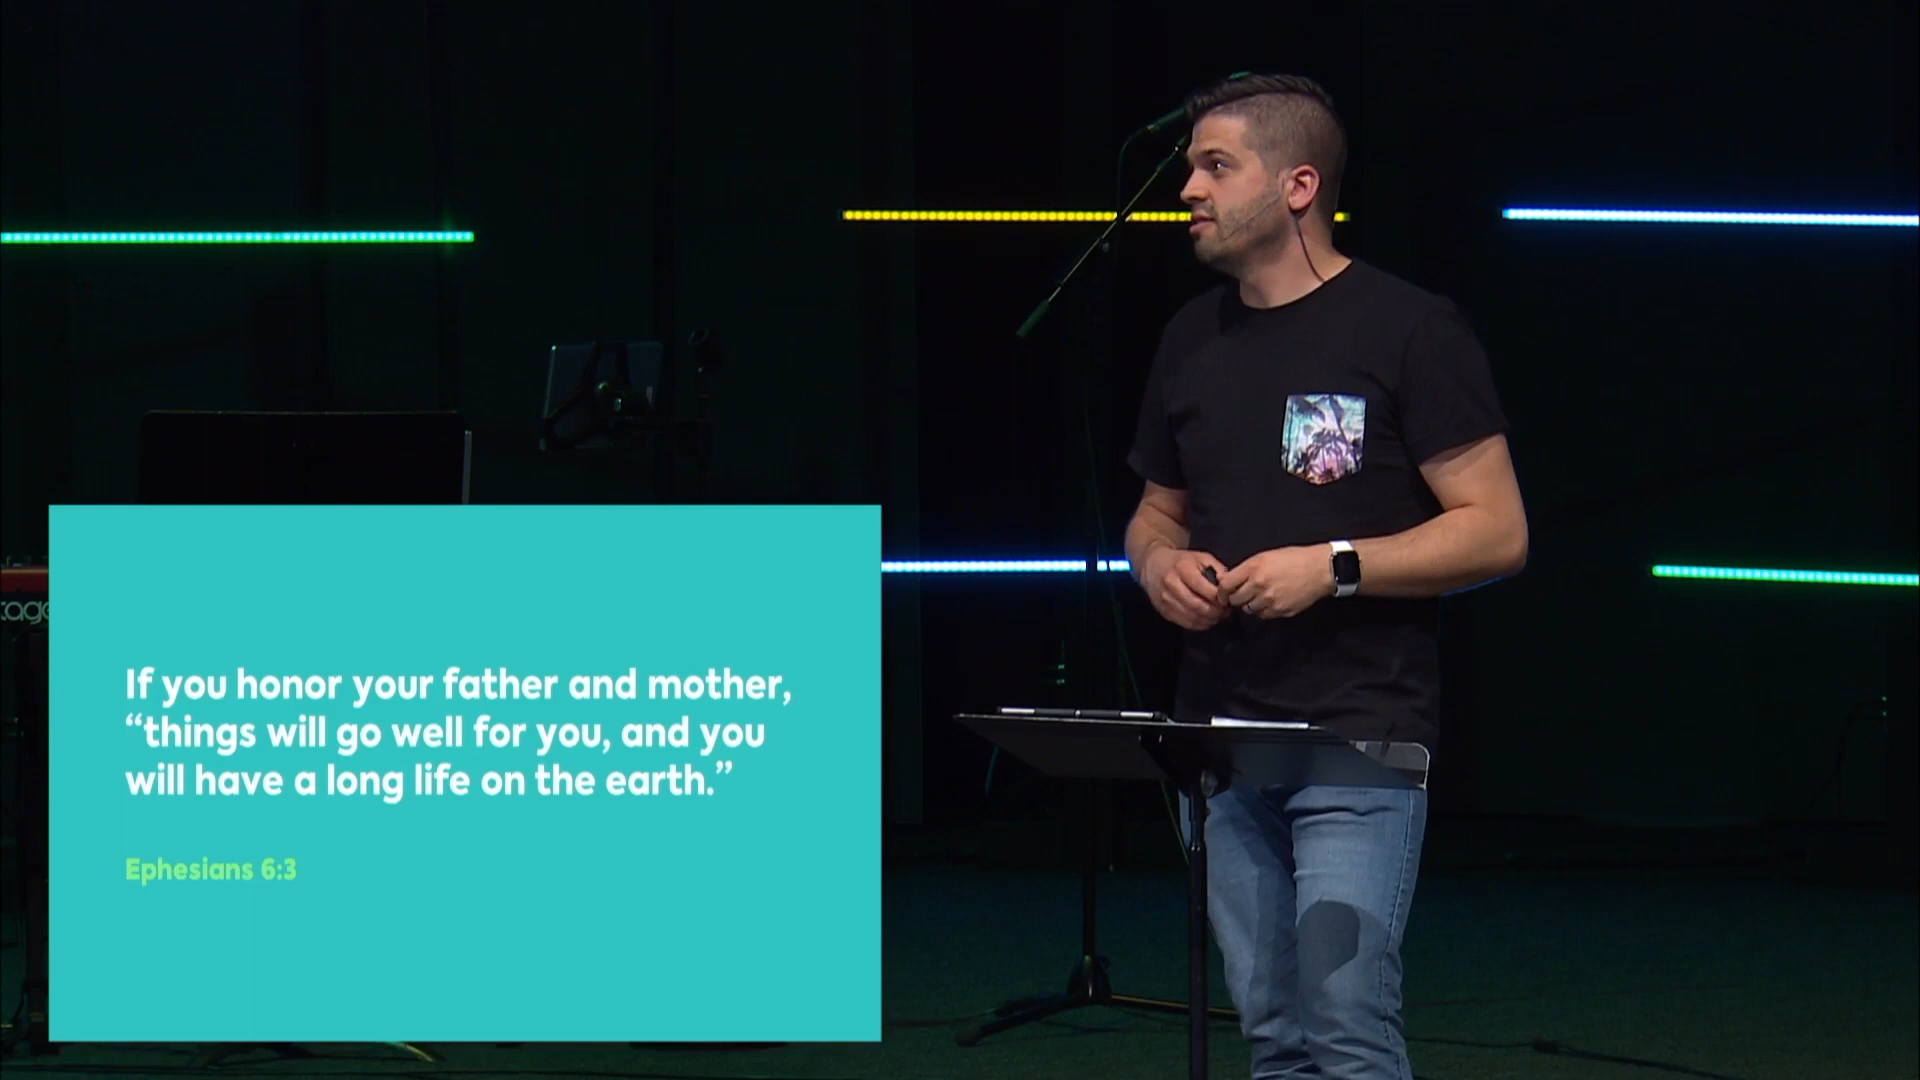 tage
If you honor your father and mother,
“things will go well for you, and you
will have a long life on the earth.”
Ephesians 6:3